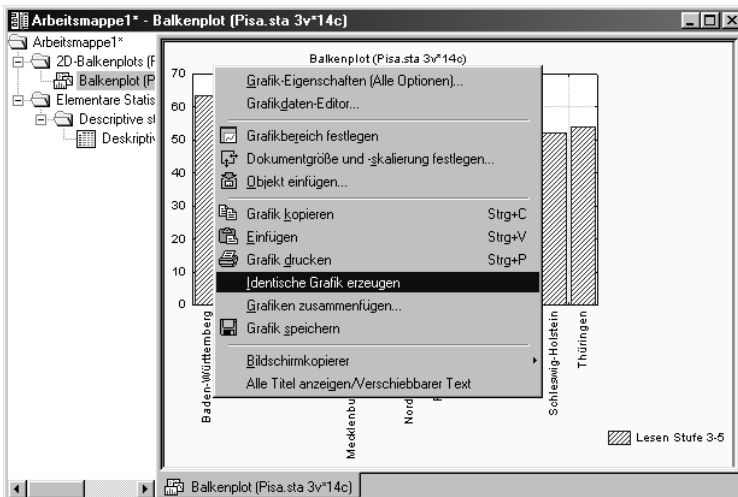 Arbeitsmappe1* - Balkenplot (Pisa.sta 3v*14c)
Arbeitsmappe1*
2D-Balkenplots (F
Balkenplot (P
Elementare Statis
Descriptive st
Deskriptiv
Balkenplot (Pisa.sta 3v*14c)
70
60
50
40
30
20
10
0
Grafik-Eigenschaften (Alle Optionen)...
Grafikdaten-Editor...
Grafikbereich festlegen
Dokumentgröße und -skalierung festlegen...
Objekt einfügen...
Grafik kopieren Strg+C
Einfügen Strg+V
Grafik drucken Strg+P
Identische Grafik erzeugen
Grafiken zusammenfügen...
Grafik speichern
Bildschirmkopierer
Alle Titel anzeigen/Verschiebbarer Text
Baden-Württemberg
Mecklenbu
Nord
Schleswig-Holstein
Thüringen
Lesen Stufe 3-5
Balkenplot (Pisa.sta 3v*14c)